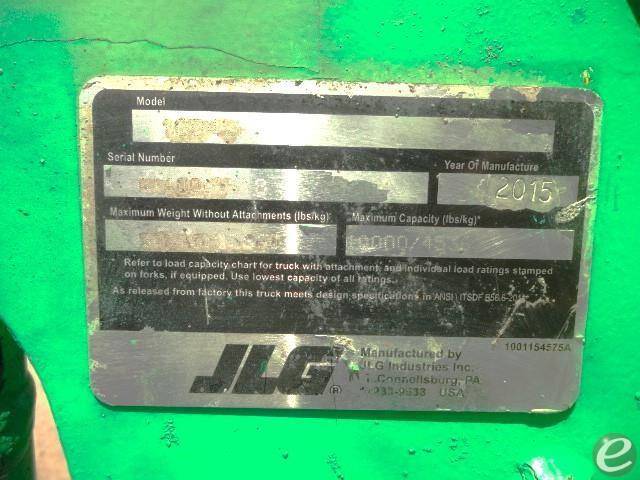 Model
Serial Number
Year Of Manufacture
2015
Maximum Weight Without Attachments (lbs/kg)
Maximum Capacity (lbs/kg)*
Refer to load capacity chart for truck with attachment, and individual load ratings stamped
on forks, if equipped. Use lowest capacity of all ratings.
As released from factory this truck meets design specifications in ANSI \ ITSDF B56.6-
JLG®
Manufactured by
JLG Industries Inc.
Connellsburg, PA
USA
1001154575A
e